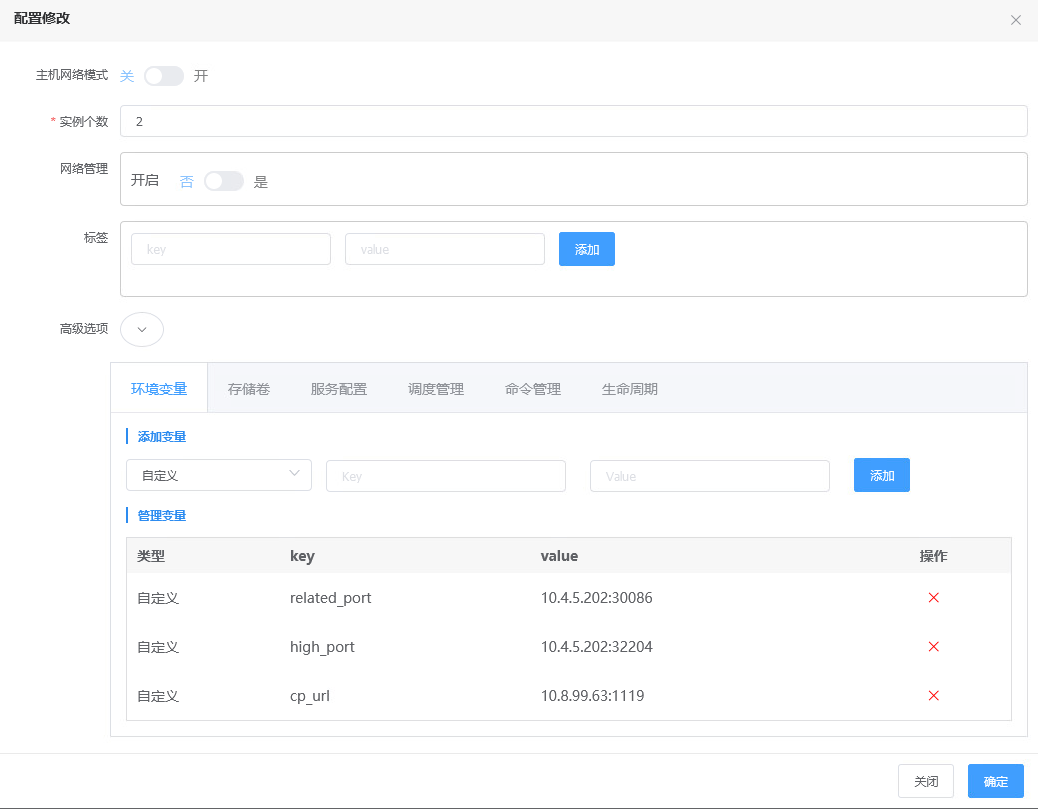 配置修改
主机网络模式 关 开
* 实例个数 2
网络管理 开启 否 是
标签 key value 添加
高级选项
环境变量 存储卷 服务配置 调度管理 命令管理 生命周期
添加变量
自定义 Key Value 添加
管理变量
类型 key value 操作
自定义 related_port 10.4.5.202:30086
自定义 high_port 10.4.5.202:32204
自定义 cp_url 10.8.99.63:1119
关闭 确定